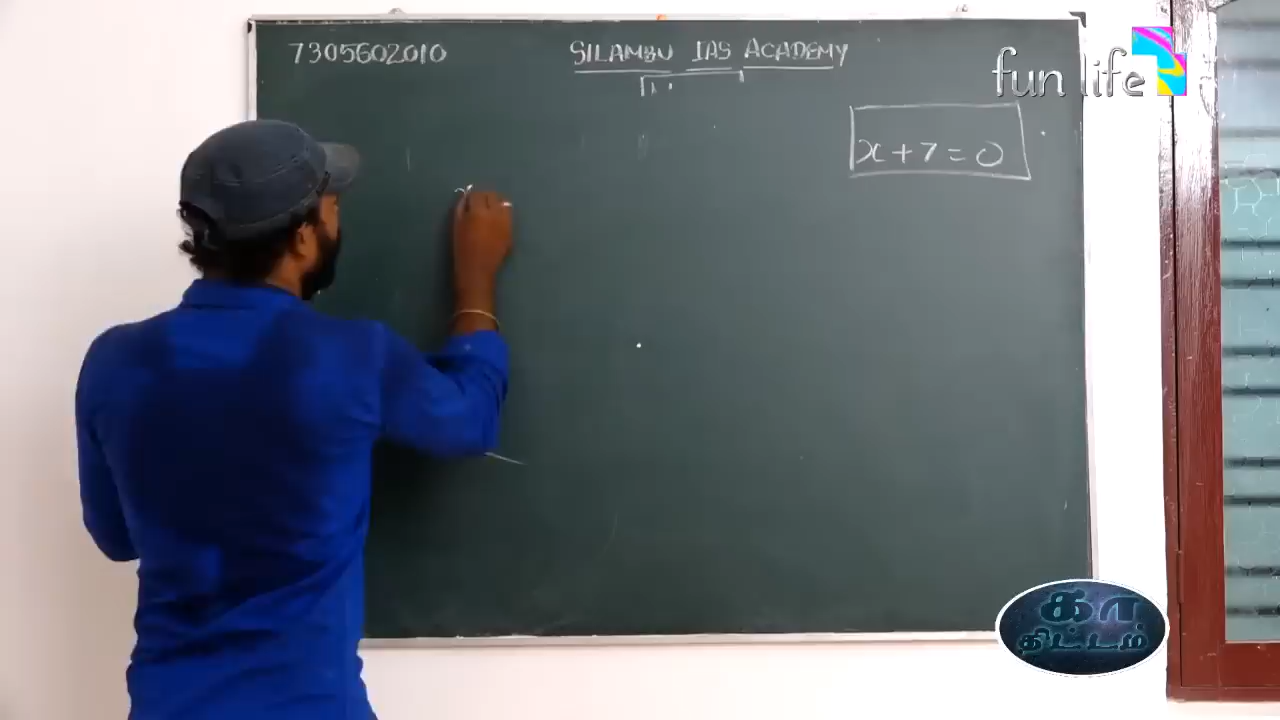 7305602010
SILAMBU IAS ACADEMY
fun life
x + 7 = 0
கா
திட்டம்